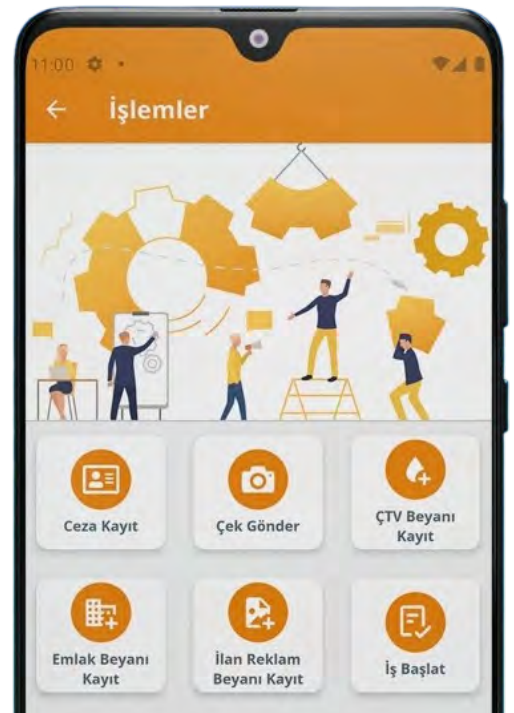 11:00
İşlemler
Ceza Kayıt
Çek Gönder
ÇTV Beyanı
Kayıt
Emlak Beyanı
Kayıt
İlan Reklam
Beyanı Kayıt
İş Başlat